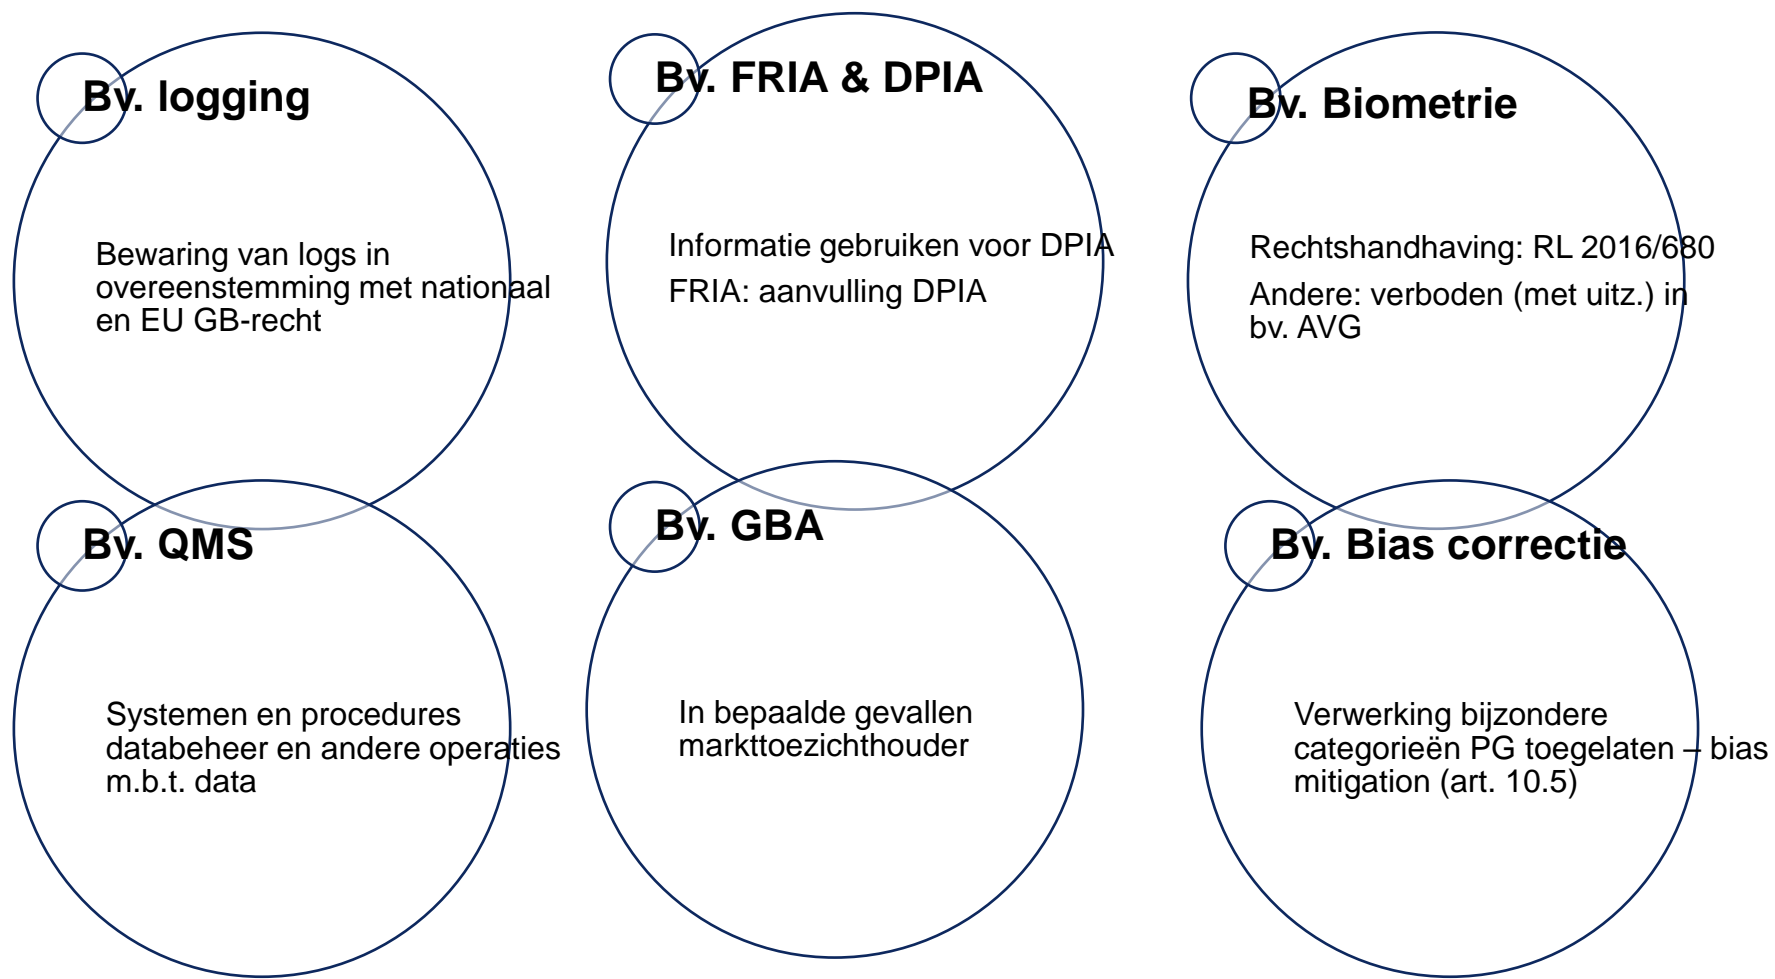 Bv. logging
Bewaring van logs in
overeenstemming met nationaal
en EU GB-recht
Bv. FRIA & DPIA
Informatie gebruiken voor DPIA
FRIA: aanvulling DPIA
Bv. Biometrie
Rechtshandhaving: RL 2016/680
Andere: verboden (met uitz.) in
bv. AVG
Bv. QMS
Systemen en procedures
databeheer en andere operaties
m.b.t. data
Bv. GBA
In bepaalde gevallen
markttoezichthouder
Bv. Bias correctie
Verwerking bijzondere
categorieën PG toegelaten – bias
mitigation (art. 10.5)